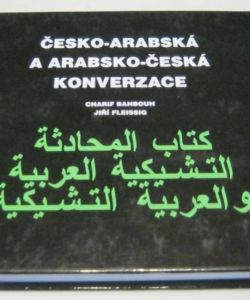 ČESKO-ARABSKÁ
A ARABSKO-ČESKÁ
KONVERZACE
CHARIF BAHBOUH
JIŘÍ FLEISSIG
كتاب المحادثة
التشيكية العربية
والعربية التشيكية